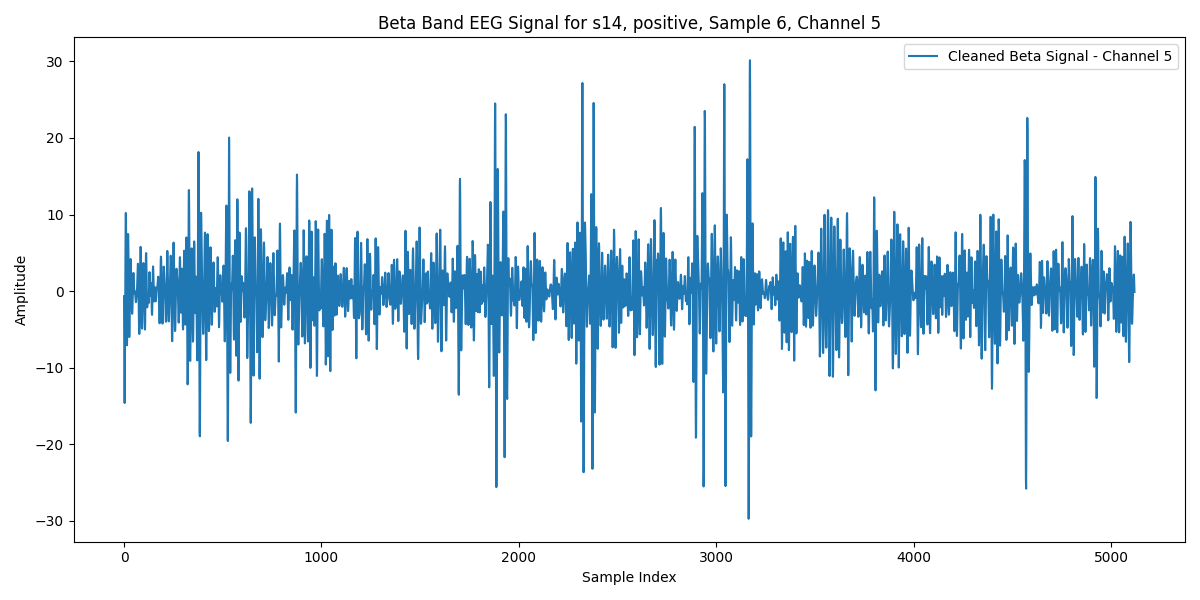 Beta Band EEG Signal for s14, positive, Sample 6, Channel 5
Cleaned Beta Signal - Channel 5
Amplitude
30
20
10
0
−10
−20
−30
0 1000 2000 3000 4000 5000
Sample Index